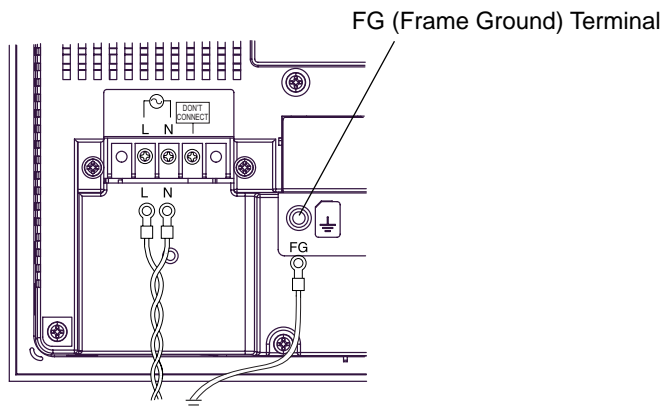 FG (Frame Ground) Terminal
DON'T
CONNECT
L N
L N
FG